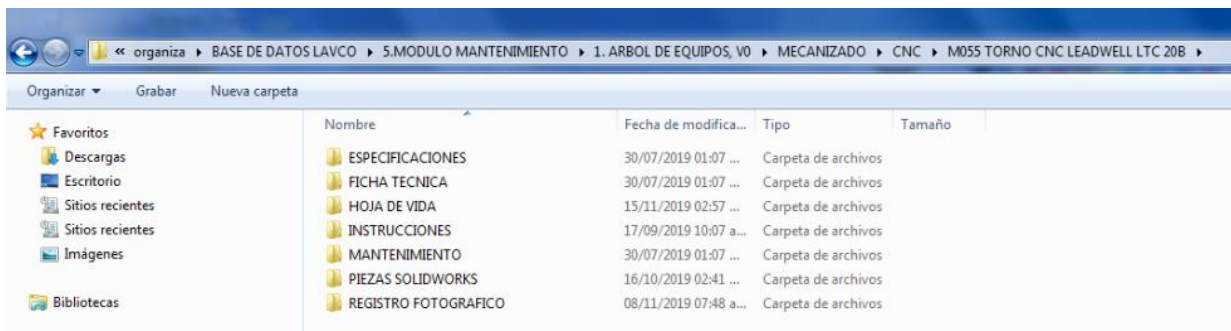 « organiza ▸ BASE DE DATOS LAVCO ▸ 5.MODULO MANTENIMIENTO ▸ 1. ARBOL DE EQUIPOS, V0 ▸ MECANIZADO ▸ CNC ▸ M055 TORNO CNC LEADWELL LTC 20B ▸
Organizar Grabar Nueva carpeta
Favoritos
Descargas
Escritorio
Sitios recientes
Sitios recientes
Imágenes
Bibliotecas
Nombre Fecha de modifica... Tipo Tamaño
ESPECIFICACIONES 30/07/2019 01:07 ... Carpeta de archivos
FICHA TECNICA 30/07/2019 01:07 ... Carpeta de archivos
HOJA DE VIDA 15/11/2019 02:57 ... Carpeta de archivos
INSTRUCCIONES 17/09/2019 10:07 a... Carpeta de archivos
MANTENIMIENTO 30/07/2019 01:07 ... Carpeta de archivos
PIEZAS SOLIDWORKS 16/10/2019 02:41 ... Carpeta de archivos
REGISTRO FOTOGRAFICO 08/11/2019 07:48 a... Carpeta de archivos